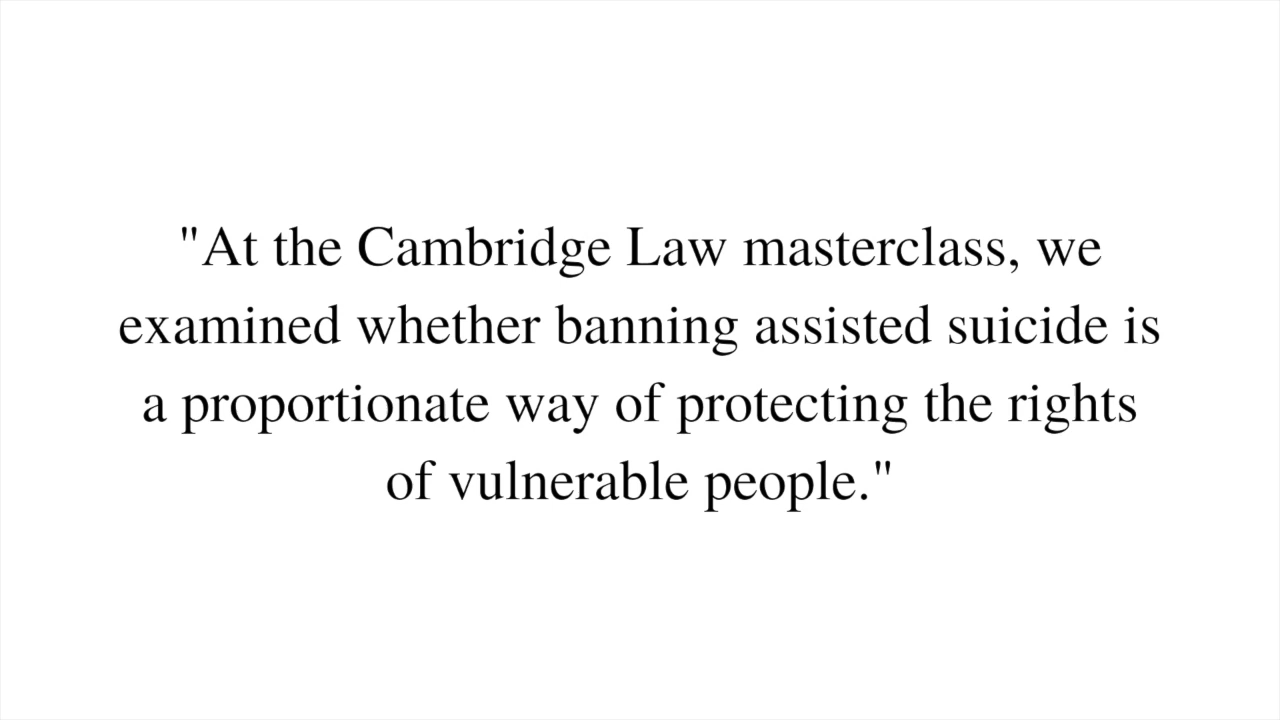 "At the Cambridge Law masterclass, we
examined whether banning assisted suicide is
a proportionate way of protecting the rights
of vulnerable people."